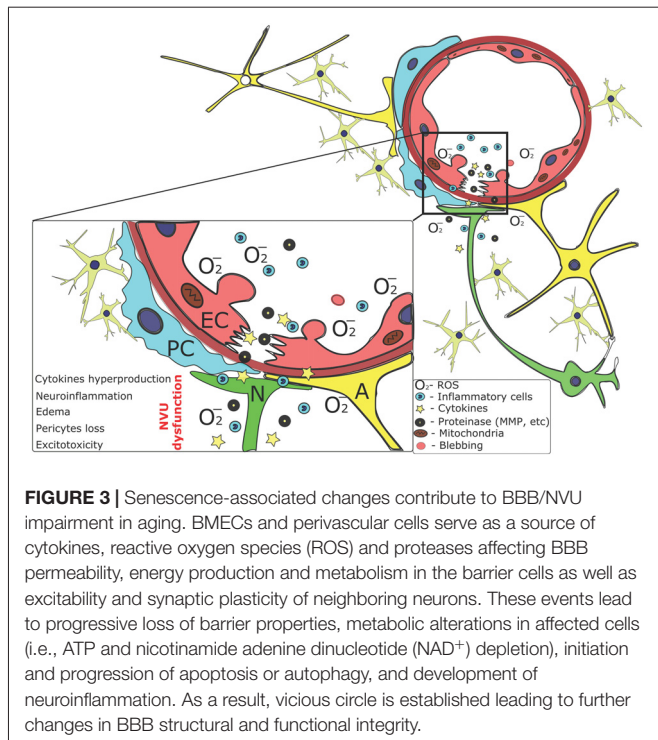 O₂⁻
O₂⁻
O₂⁻
O₂⁻
O₂⁻
O₂⁻
O₂⁻
EC
O₂⁻
PC
Cytokines hyperproduction
Neuroinflammation
Edema
Pericytes loss
Excitotoxicity
NVU
dysfunction
N
A
O₂⁻
O₂⁻
O₂- ROS
- Inflammatory cells
- Cytokines
- Proteinase (MMP, etc)
- Mitochondria
- Blebbing
FIGURE 3 | Senescence-associated changes contribute to BBB/NVU
impairment in aging. BMECs and perivascular cells serve as a source of
cytokines, reactive oxygen species (ROS) and proteases affecting BBB
permeability, energy production and metabolism in the barrier cells as well as
excitability and synaptic plasticity of neighboring neurons. These events lead
to progressive loss of barrier properties, metabolic alterations in affected cells
(i.e., ATP and nicotinamide adenine dinucleotide (NAD⁺) depletion), initiation
and progression of apoptosis or autophagy, and development of
neuroinflammation. As a result, vicious circle is established leading to further
changes in BBB structural and functional integrity.